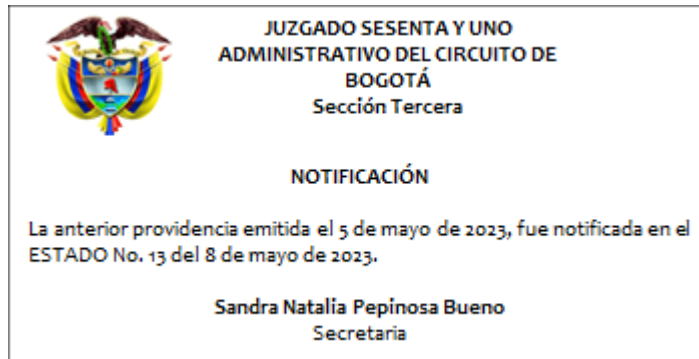 JUZGADO SESENTA Y UNO
ADMINISTRATIVO DEL CIRCUITO DE
BOGOTÁ
Sección Tercera
NOTIFICACIÓN
La anterior providencia emitida el 5 de mayo de 2023, fue notificada en el
ESTADO No. 13 del 8 de mayo de 2023.
Sandra Natalia Pepinosa Bueno
Secretaria